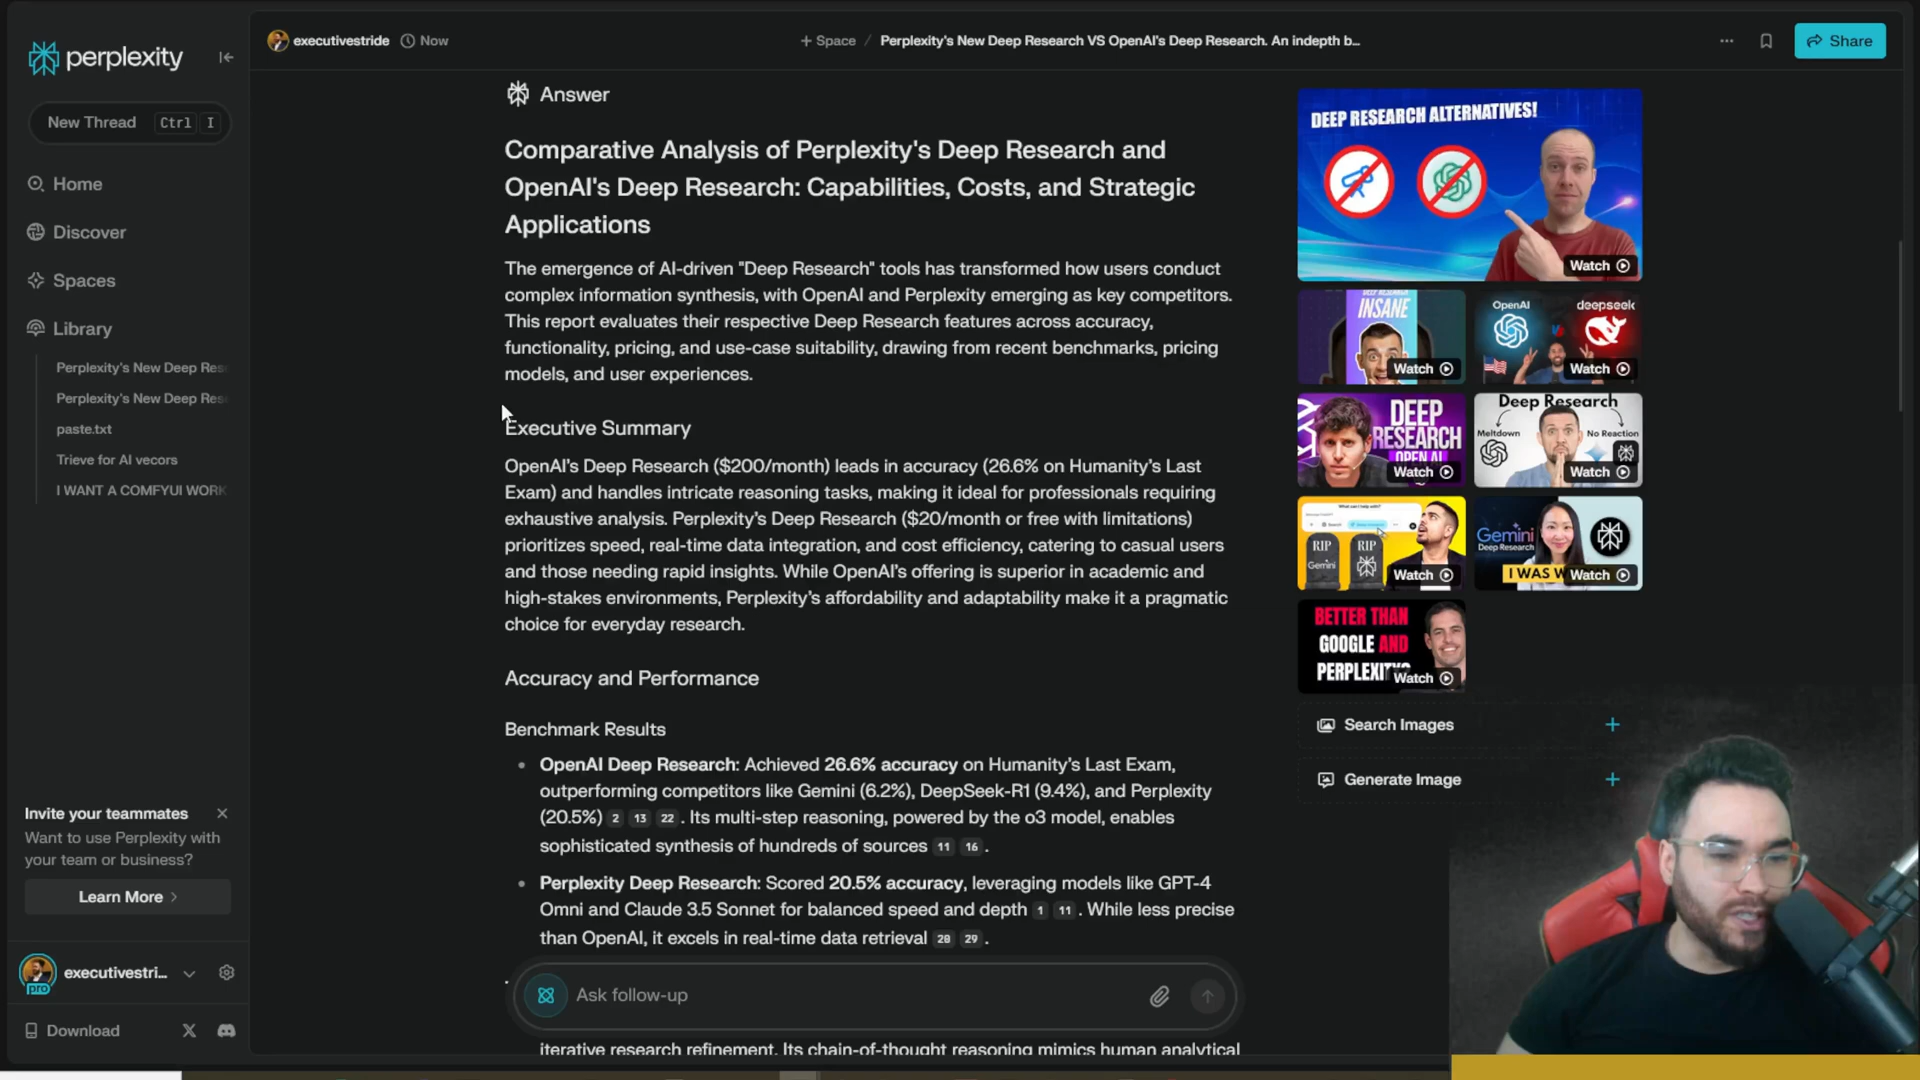 perplexity
New Thread Ctrl I
Home
Discover
Spaces
Library
Perplexity's New Deep Res
Perplexity's New Deep Res
paste.txt
Trieve for AI vecors
I WANT A COMFYUI WORK
Invite your teammates
Want to use Perplexity with
your team or business?
Learn More
executivestri...
pro
Download
executivestride Now
+ Space / Perplexity's New Deep Research VS OpenAI's Deep Research. An indepth b...
Share
Answer
Comparative Analysis of Perplexity's Deep Research and
OpenAI's Deep Research: Capabilities, Costs, and Strategic
Applications
The emergence of AI-driven "Deep Research" tools has transformed how users conduct
complex information synthesis, with OpenAI and Perplexity emerging as key competitors.
This report evaluates their respective Deep Research features across accuracy,
functionality, pricing, and use-case suitability, drawing from recent benchmarks, pricing
models, and user experiences.
Executive Summary
OpenAI's Deep Research ($200/month) leads in accuracy (26.6% on Humanity's Last
Exam) and handles intricate reasoning tasks, making it ideal for professionals requiring
exhaustive analysis. Perplexity's Deep Research ($20/month or free with limitations)
prioritizes speed, real-time data integration, and cost efficiency, catering to casual users
and those needing rapid insights. While OpenAI's offering is superior in academic and
high-stakes environments, Perplexity's affordability and adaptability make it a pragmatic
choice for everyday research.
Accuracy and Performance
Benchmark Results
• OpenAI Deep Research: Achieved 26.6% accuracy on Humanity's Last Exam,
outperforming competitors like Gemini (6.2%), DeepSeek-R1 (9.4%), and Perplexity
(20.5%) 2 13 22 . Its multi-step reasoning, powered by the o3 model, enables
sophisticated synthesis of hundreds of sources 11 16 .
• Perplexity Deep Research: Scored 20.5% accuracy, leveraging models like GPT-4
Omni and Claude 3.5 Sonnet for balanced speed and depth 1 11 . While less precise
than OpenAI, it excels in real-time data retrieval 20 29 .
Ask follow-up
iterative research refinement. Its chain-of-thought reasoning mimics human analytical
DEEP RESEARCH ALTERNATIVES!
Watch
INSANE
Watch
OpenAI deepseek
Watch
DEEP
RESEARCH
OPEN AI
Watch
Deep Research
Meltdown No Reaction
Watch
What can I help with?
RIP RIP
Gemini
Watch
Gemini
Deep Research
I WAS W
Watch
BETTER THAN
GOOGLE AND
PERPLEXITY?
Watch
Search Images +
Generate Image +